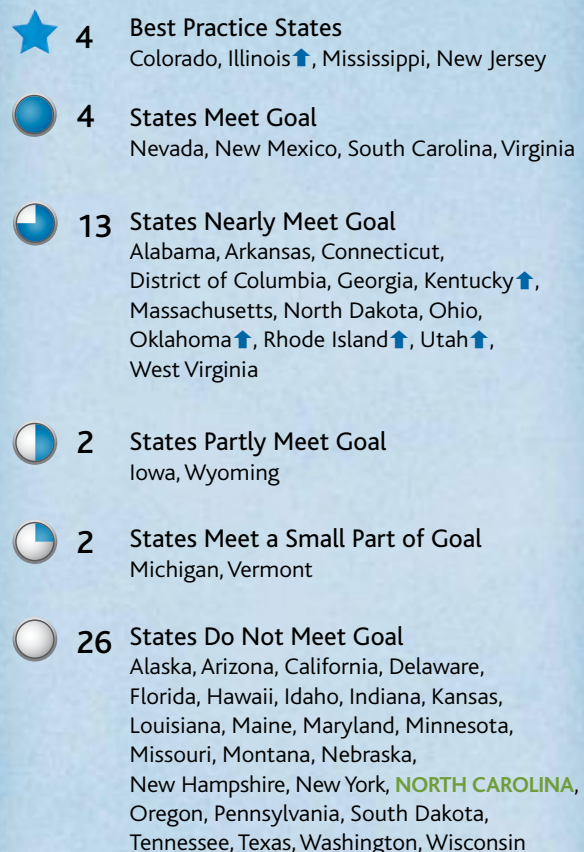 4 Best Practice States
Colorado, Illinois⬆, Mississippi, New Jersey
4 States Meet Goal
Nevada, New Mexico, South Carolina, Virginia
13 States Nearly Meet Goal
Alabama, Arkansas, Connecticut,
District of Columbia, Georgia, Kentucky⬆,
Massachusetts, North Dakota, Ohio,
Oklahoma⬆, Rhode Island⬆, Utah⬆,
West Virginia
2 States Partly Meet Goal
Iowa, Wyoming
2 States Meet a Small Part of Goal
Michigan, Vermont
26 States Do Not Meet Goal
Alaska, Arizona, California, Delaware,
Florida, Hawaii, Idaho, Indiana, Kansas,
Louisiana, Maine, Maryland, Minnesota,
Missouri, Montana, Nebraska,
New Hampshire, New York, NORTH CAROLINA,
Oregon, Pennsylvania, South Dakota,
Tennessee, Texas, Washington, Wisconsin